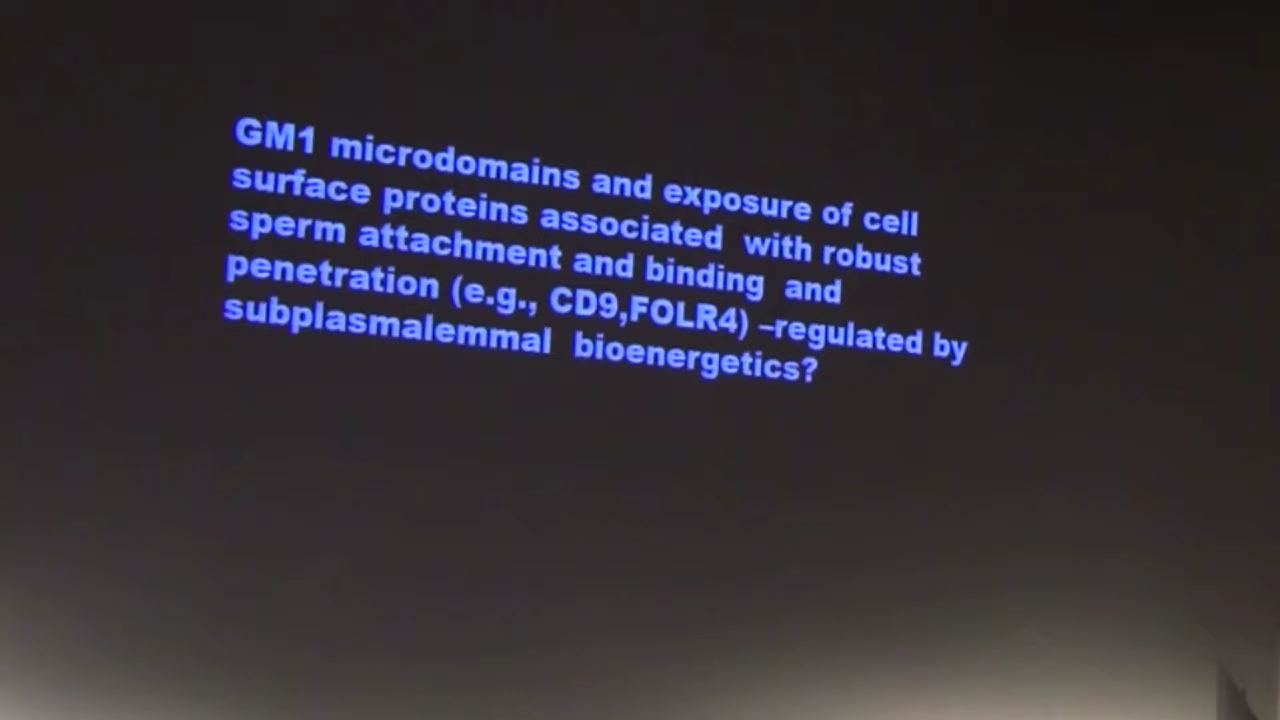 GM1 microdomains and exposure of cell
surface proteins associated with robust
sperm attachment and binding and
penetration (e.g., CD9,FOLR4) –regulated by
subplasmalemmal bioenergetics?